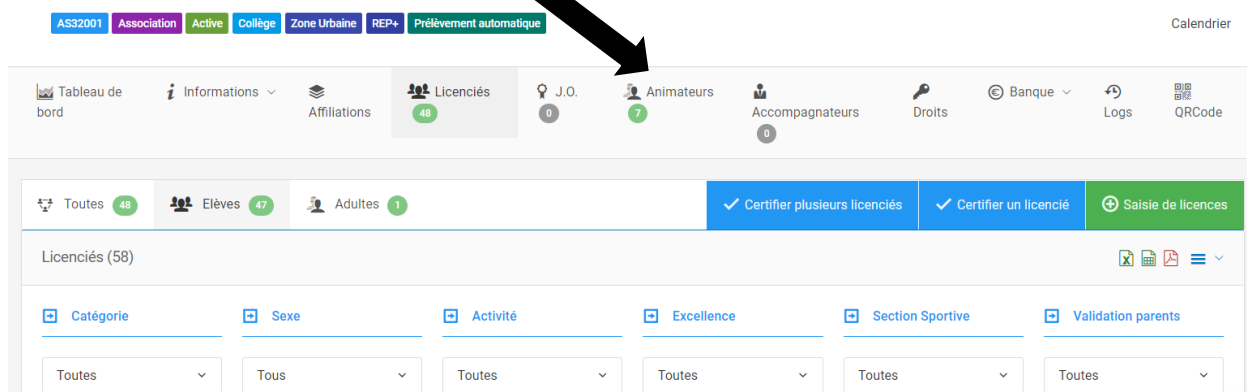 AS32001 Association Active Collège Zone Urbaine REP+ Prélèvement automatique
Calendrier
Tableau de bord
Informations
Affiliations
Licenciés
48
J.O.
0
Animateurs
7
Accompagnateurs
0
Droits
Banque
Logs
QRCode
Toutes 48
Elèves 47
Adultes 1
Certifier plusieurs licenciés
Certifier un licencié
Saisie de licences
Licenciés (58)
Catégorie Sexe Activité Excellence Section Sportive Validation parents
Toutes Tous Toutes Toutes Toutes Toutes